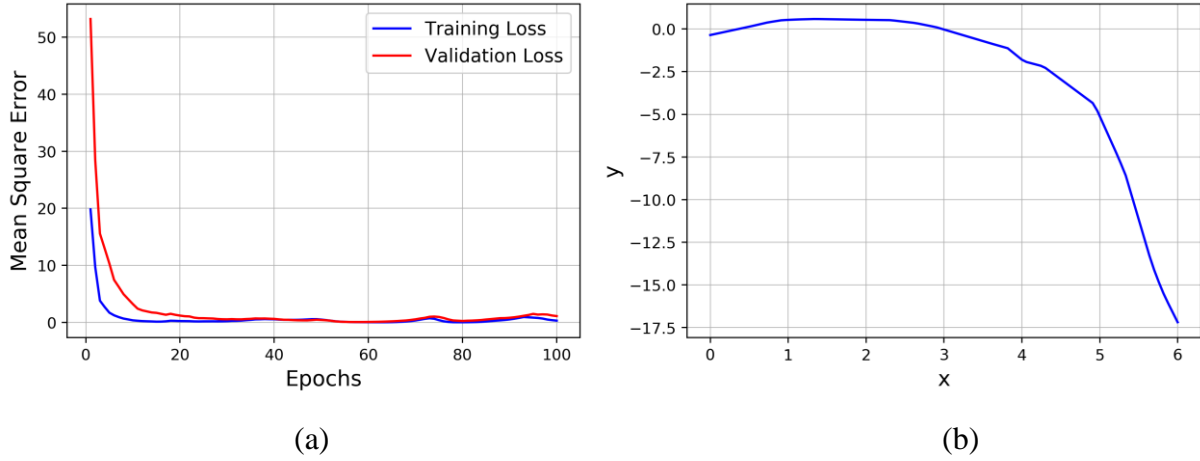 Mean Square Error
50
40
30
20
10
0
0 20 40 60 80 100
Epochs
Training Loss
Validation Loss
(a)
y
0.0
−2.5
−5.0
−7.5
−10.0
−12.5
−15.0
−17.5
0 1 2 3 4 5 6
x
(b)